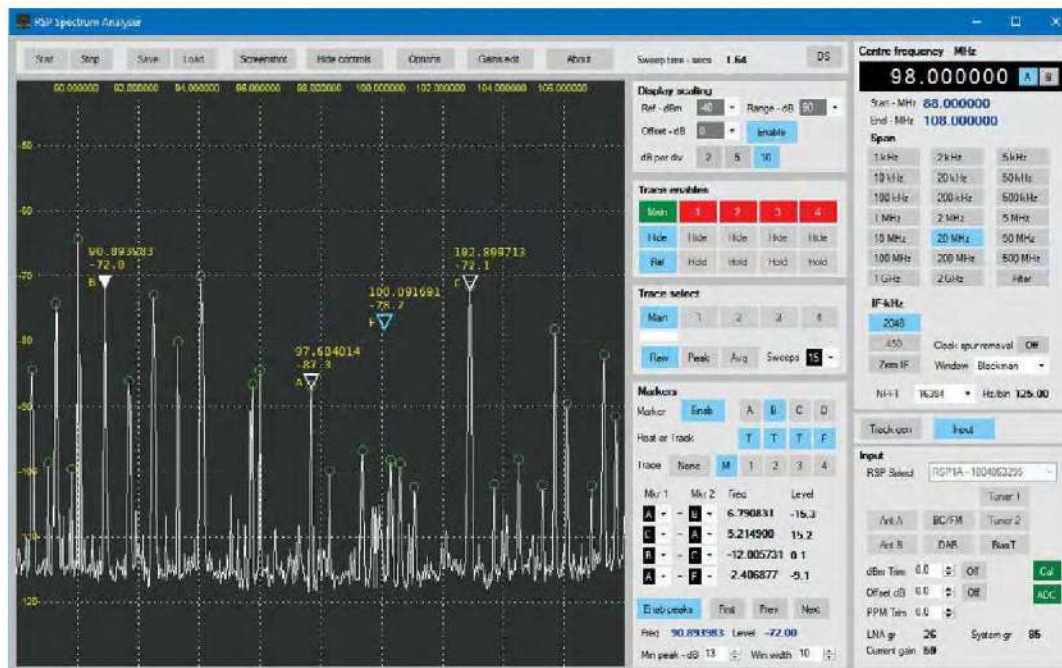 RSP Spectrum Analyser
Start Stop Save Load Screenshot Hide controls Options Gains edit About
90.000000 92.000000 94.000000 96.000000 98.000000 100.000000 102.000000 104.000000 106.000000
-50
-60
-70
-80
-90
-100
-110
-120
90.893983
-72.0
B
97.684014
-87.3
A
100.091691
-78.2
F
102.899713
-72.1
C
Sweep time - secs 1.64 DS
Display scaling
Ref - dBm -40 Range - dB 90
Offset - dB 0 Enable
dB per div 2 5 10
Trace enables
Main 1 2 3 4
Hide Hide Hide Hide Hide
Ref Hold Hold Hold Hold
Trace select
Main 1 2 3 4
Raw Peak Avg Sweeps 15
Markers
Marker Enab A B C D
Float or Track T T T F
Trace None M 1 2 3 4
Mkr 1 Mkr 2 Freq Level
A - B 6.790831 -15.3
C - A 5.214900 15.2
B - C -12.005731 0.1
A - F -2.406877 -9.1
Enab peaks First Prev Next
Freq 90.893983 Level -72.00
Min peak - dB 13 Win width 10
Centre frequency MHz
98.000000 A B
Start - MHz 88.000000
End - MHz 108.000000
Span
1 kHz 2 kHz 5 kHz
10 kHz 20 kHz 50 kHz
100 kHz 200 kHz 500 kHz
1 MHz 2 MHz 5 MHz
10 MHz 20 MHz 50 MHz
100 MHz 200 MHz 500 MHz
1 GHz 2 GHz Filter
IF-kHz
2048
450 Clock spur removal Off
Zero IF Window Blackman
NFFT 16384 Hz/bin 125.00
Track gen Input
Input
RSP Select RSP1A - 1804063295
Tuner 1
Ant A BC/FM Tuner 2
Ant B DAB BiasT
dBm Trim 0.0 Off Cal
Offset dB 0.0 Off ADC
PPM Trim 0.0
LNA gr 26 System gr 85
Current gain 59